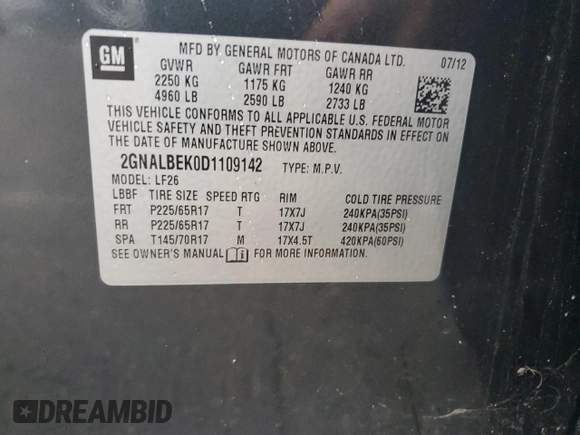 GM
MFD BY GENERAL MOTORS OF CANADA LTD. 07/12
GVWR GAWR FRT GAWR RR
2250 KG 1175 KG 1240 KG
4960 LB 2590 LB 2733 LB
THIS VEHICLE CONFORMS TO ALL APPLICABLE U.S. FEDERAL MOTOR
VEHICLE SAFETY AND THEFT PREVENTION STANDARDS IN EFFECT ON
THE DATE OF MANUFACTURE SHOWN ABOVE.
2GNALBEK0D1109142 TYPE: M.P.V.
MODEL: LF26
LBBF TIRE SIZE SPEED RTG RIM COLD TIRE PRESSURE
FRT P225/65R17 T 17X7J 240KPA(35PSI)
RR P225/65R17 T 17X7J 240KPA(35PSI)
SPA T145/70R17 M 17X4.5T 420KPA(60PSI)
SEE OWNER'S MANUAL i FOR MORE INFORMATION.
DREAMBID